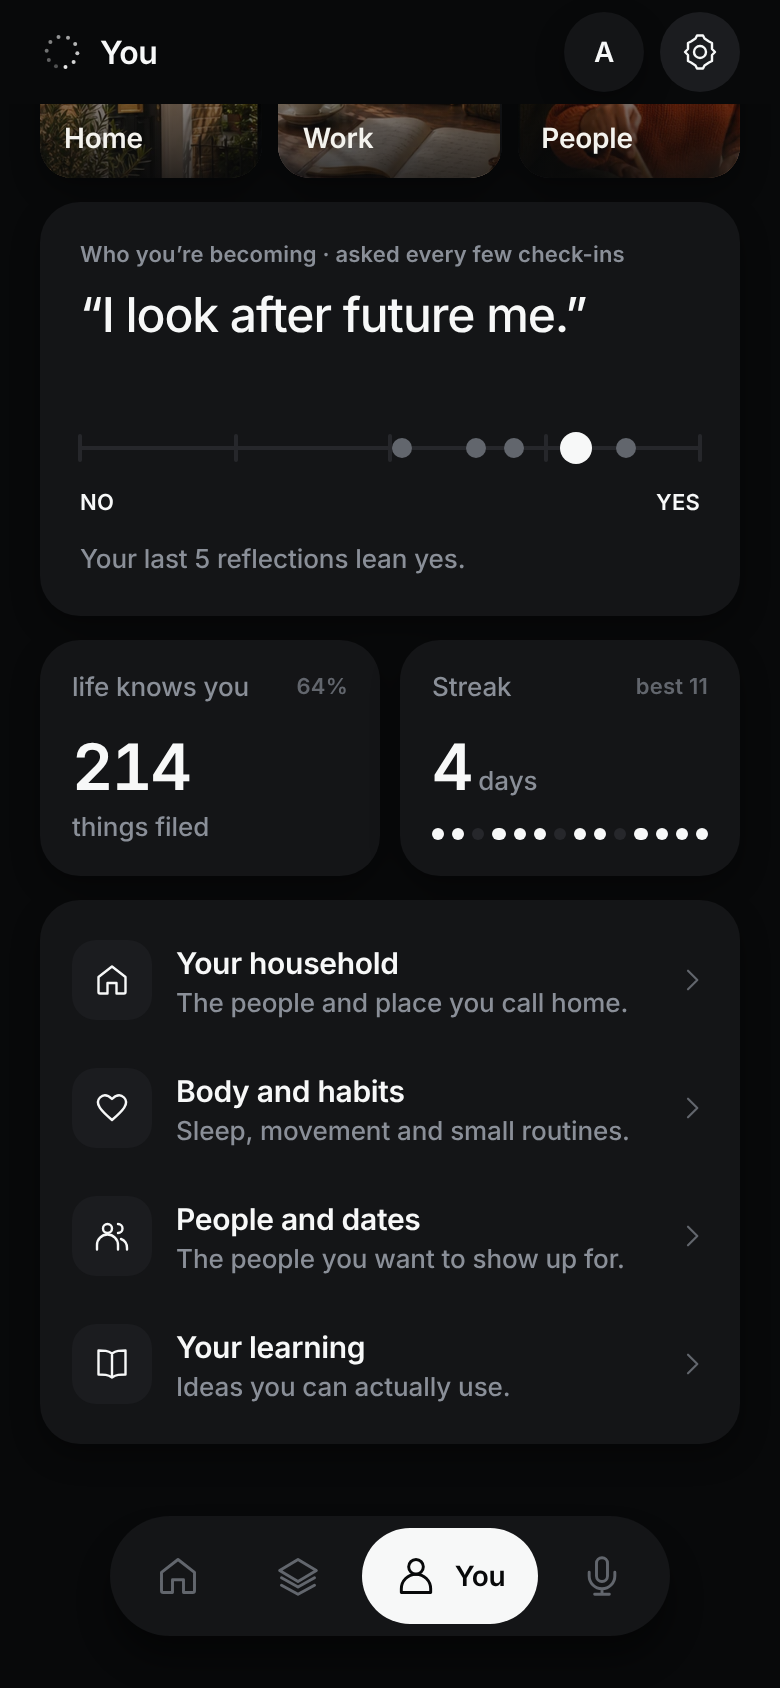 You
A
Home
Work
People
Who you’re becoming · asked every few check-ins
“I look after future me.”
NO
YES
Your last 5 reflections lean yes.
life knows you
64%
214
things filed
Streak
best 11
4 days
Your household
The people and place you call home.
Body and habits
Sleep, movement and small routines.
People and dates
The people you want to show up for.
Your learning
Ideas you can actually use.
You